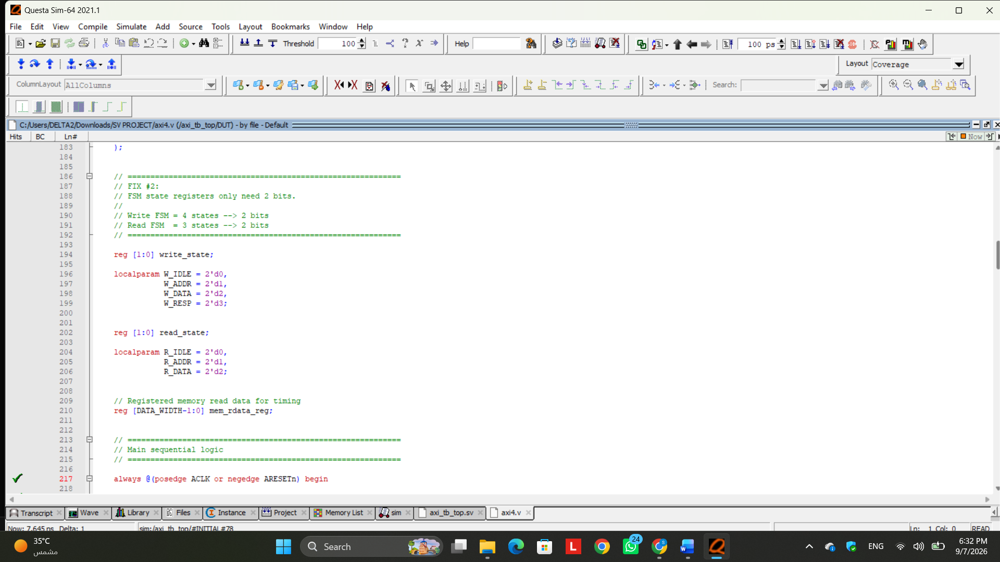 Questa Sim-64 2021.1
File Edit View Compile Simulate Add Source Tools Layout Bookmarks Window Help
Threshold 100 Help 100 ps
Layout Coverage
ColumnLayout AllColumns Search:
C:/Users/DELTA2/Downloads/SV PROJECT/axi4.v (/axi_tb_top/DUT) - by file - Default
Hits BC Ln# Now
183 );
184
185
186 // ============================================================
187 // FIX #2:
188 // FSM state registers only need 2 bits.
189 //
190 // Write FSM = 4 states --> 2 bits
191 // Read FSM  = 3 states --> 2 bits
192 // ============================================================
193
194 reg [1:0] write_state;
195
196 localparam W_IDLE = 2'd0,
197 W_ADDR = 2'd1,
198 W_DATA = 2'd2,
199 W_RESP = 2'd3;
200
201
202 reg [1:0] read_state;
203
204 localparam R_IDLE = 2'd0,
205 R_ADDR = 2'd1,
206 R_DATA = 2'd2;
207
208
209 // Registered memory read data for timing
210 reg [DATA_WIDTH-1:0] mem_rdata_reg;
211
212
213 // ============================================================
214 // Main sequential logic
215 // ============================================================
216
217 always @(posedge ACLK or negedge ARESETn) begin
218
Transcript Wave Library Files Instance Project Memory List sim axi_tb_top.sv axi4.v
Now: 7,645 ns Delta: 1 sim:/axi_tb_top/#INITIAL#78 Ln: 1 Col: 0 READ
35°C
مشمس
Search
24
ENG
6:32 PM
9/7/2026